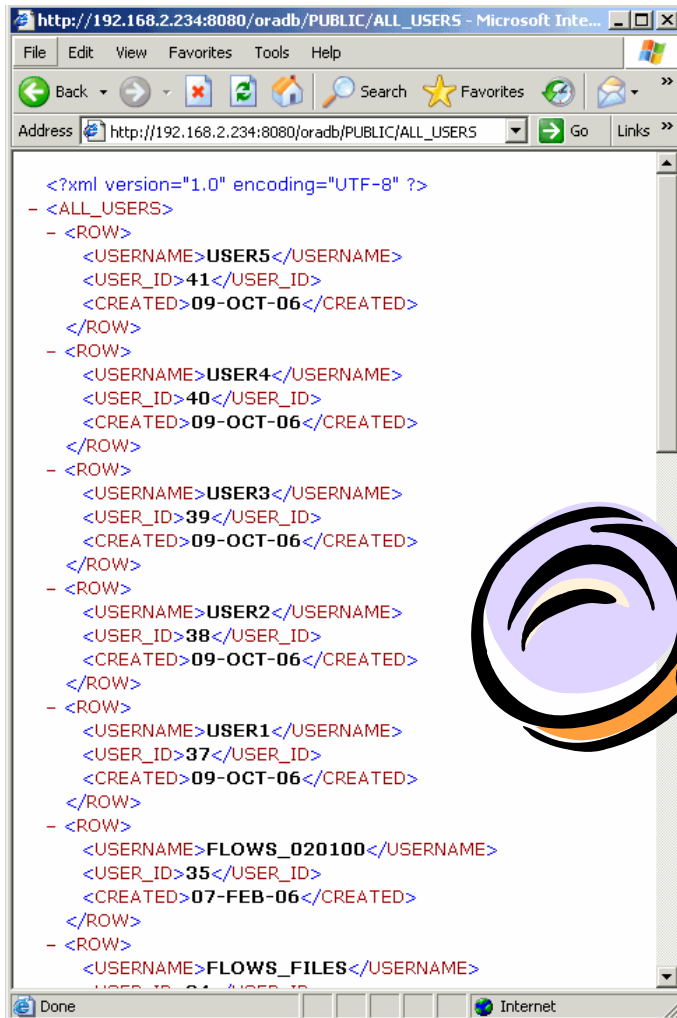 http://192.168.2.234:8080/oradb/PUBLIC/ALL_USERS - Microsoft Inte...
File Edit View Favorites Tools Help
Back Search Favorites »
Address http://192.168.2.234:8080/oradb/PUBLIC/ALL_USERS Go Links »
<?xml version="1.0" encoding="UTF-8" ?>
- <ALL_USERS>
- <ROW>
<USERNAME>USER5</USERNAME>
<USER_ID>41</USER_ID>
<CREATED>09-OCT-06</CREATED>
</ROW>
- <ROW>
<USERNAME>USER4</USERNAME>
<USER_ID>40</USER_ID>
<CREATED>09-OCT-06</CREATED>
</ROW>
- <ROW>
<USERNAME>USER3</USERNAME>
<USER_ID>39</USER_ID>
<CREATED>09-OCT-06</CREATED>
</ROW>
- <ROW>
<USERNAME>USER2</USERNAME>
<USER_ID>38</USER_ID>
<CREATED>09-OCT-06</CREATED>
</ROW>
- <ROW>
<USERNAME>USER1</USERNAME>
<USER_ID>37</USER_ID>
<CREATED>09-OCT-06</CREATED>
</ROW>
- <ROW>
<USERNAME>FLOWS_020100</USERNAME>
<USER_ID>35</USER_ID>
<CREATED>07-FEB-06</CREATED>
</ROW>
- <ROW>
<USERNAME>FLOWS_FILES</USERNAME>
Done Internet